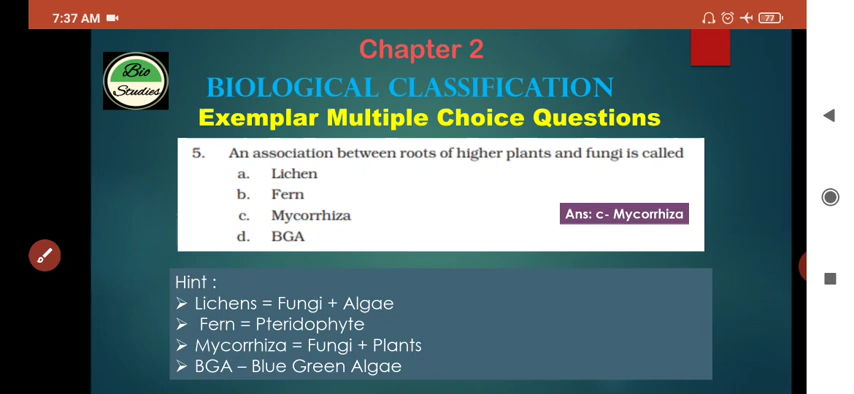 7:37 AM
77
Chapter 2
Bio
Studies
BIOLOGICAL CLASSIFICATION
Exemplar Multiple Choice Questions
5. An association between roots of higher plants and fungi is called
a. Lichen
b. Fern
c. Mycorrhiza
d. BGA
Ans: c- Mycorrhiza
Hint :
➢ Lichens = Fungi + Algae
➢ Fern = Pteridophyte
➢ Mycorrhiza = Fungi + Plants
➢ BGA – Blue Green Algae